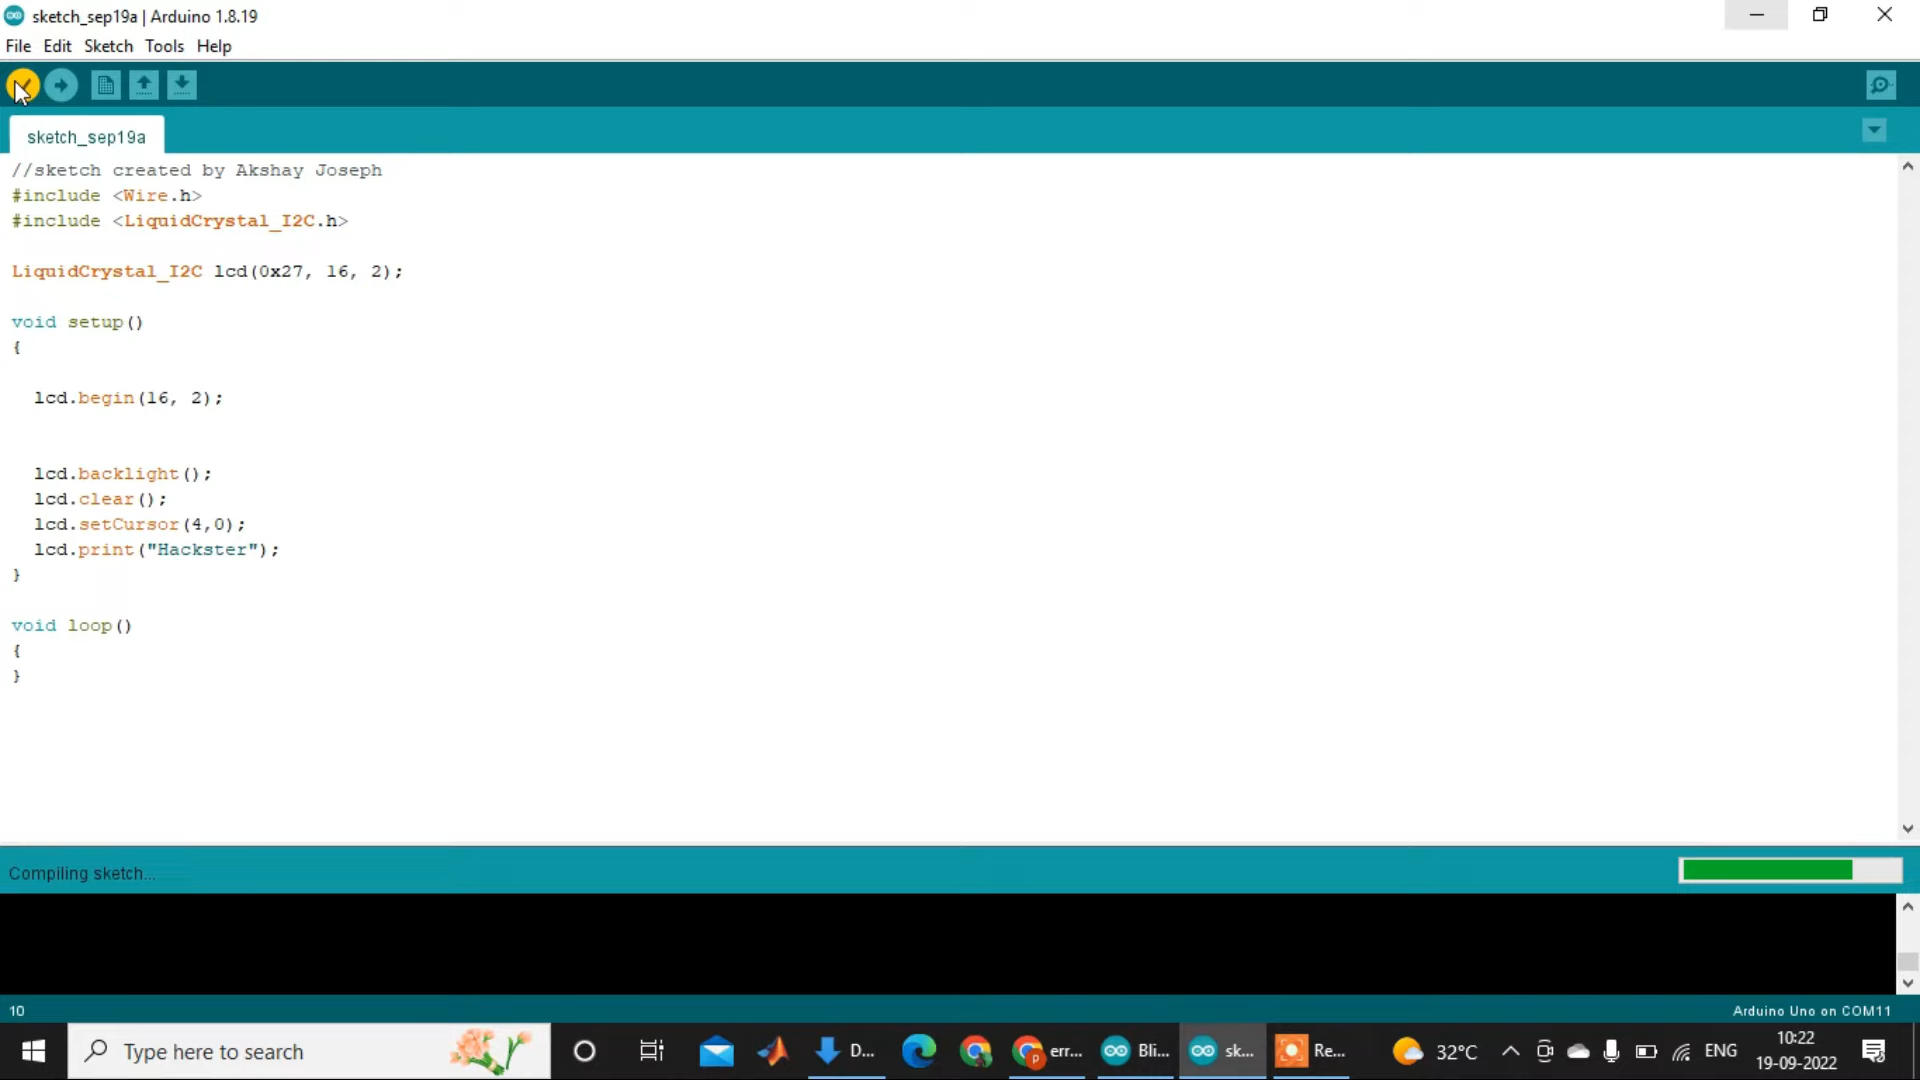 sketch_sep19a | Arduino 1.8.19
File Edit Sketch Tools Help
sketch_sep19a
//sketch created by Akshay Joseph
#include <Wire.h>
#include <LiquidCrystal_I2C.h>
LiquidCrystal_I2C lcd(0x27, 16, 2);
void setup()
{
lcd.begin(16, 2);
lcd.backlight();
lcd.clear();
lcd.setCursor(4,0);
lcd.print("Hackster");
}
void loop()
{
}
Compiling sketch...
10
Arduino Uno on COM11
Type here to search
D...
err...
Bli...
sk...
Re...
32°C
ENG
10:22
19-09-2022